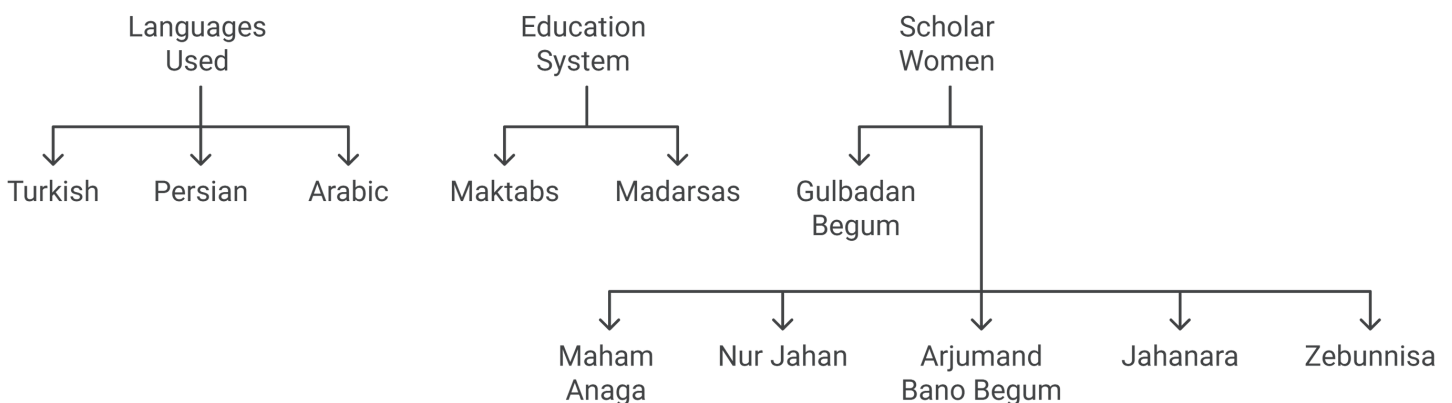 Languages
Used
Education
System
Scholar
Women
Turkish
Persian
Arabic
Maktabs
Madarsas
Gulbadan
Begum
Maham
Anaga
Nur Jahan
Arjumand
Bano Begum
Jahanara
Zebunnisa